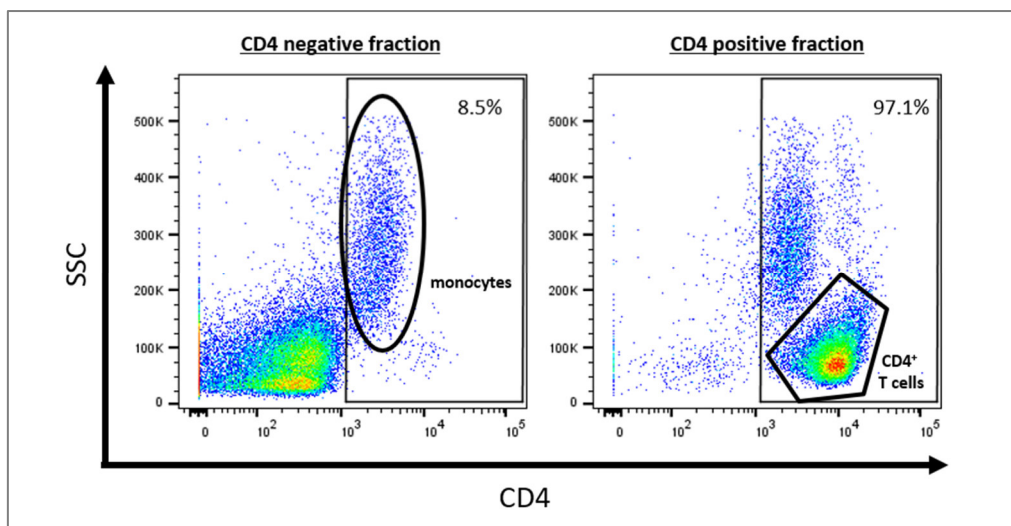 CD4 negative fraction
CD4 positive fraction
8.5%
97.1%
500K
400K
300K
200K
100K
0
500K
400K
300K
200K
100K
0
monocytes
CD4⁺
T cells
0 10² 10³ 10⁴ 10⁵
0 10² 10³ 10⁴ 10⁵
SSC
CD4